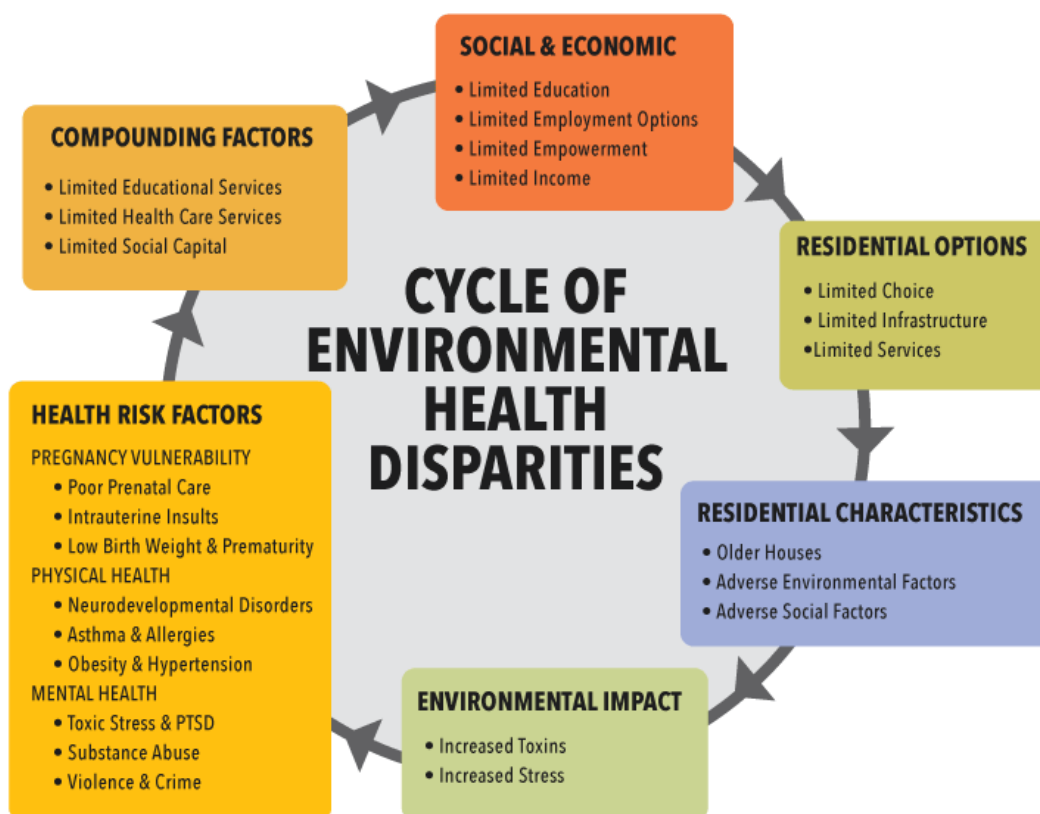 CYCLE OF
ENVIRONMENTAL
HEALTH
DISPARITIES
SOCIAL & ECONOMIC
• Limited Education
• Limited Employment Options
• Limited Empowerment
• Limited Income
RESIDENTIAL OPTIONS
• Limited Choice
• Limited Infrastructure
•Limited Services
RESIDENTIAL CHARACTERISTICS
• Older Houses
• Adverse Environmental Factors
• Adverse Social Factors
ENVIRONMENTAL IMPACT
• Increased Toxins
• Increased Stress
HEALTH RISK FACTORS
PREGNANCY VULNERABILITY
• Poor Prenatal Care
• Intrauterine Insults
• Low Birth Weight & Prematurity
PHYSICAL HEALTH
• Neurodevelopmental Disorders
• Asthma & Allergies
• Obesity & Hypertension
MENTAL HEALTH
• Toxic Stress & PTSD
• Substance Abuse
• Violence & Crime
COMPOUNDING FACTORS
• Limited Educational Services
• Limited Health Care Services
• Limited Social Capital